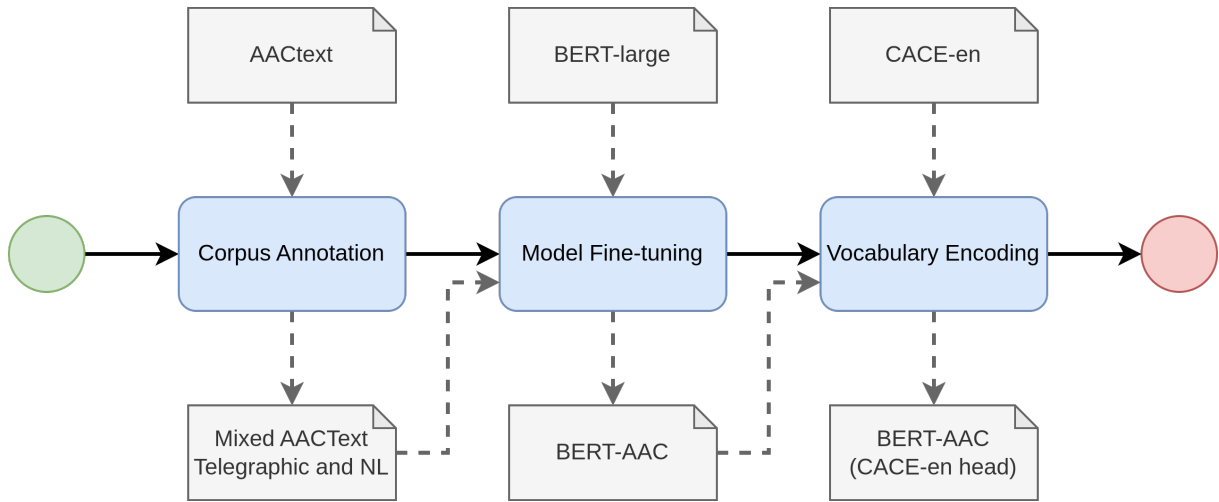 AACtext
BERT-large
CACE-en
Corpus Annotation
Model Fine-tuning
Vocabulary Encoding
Mixed AACText
Telegraphic and NL
BERT-AAC
BERT-AAC
(CACE-en head)